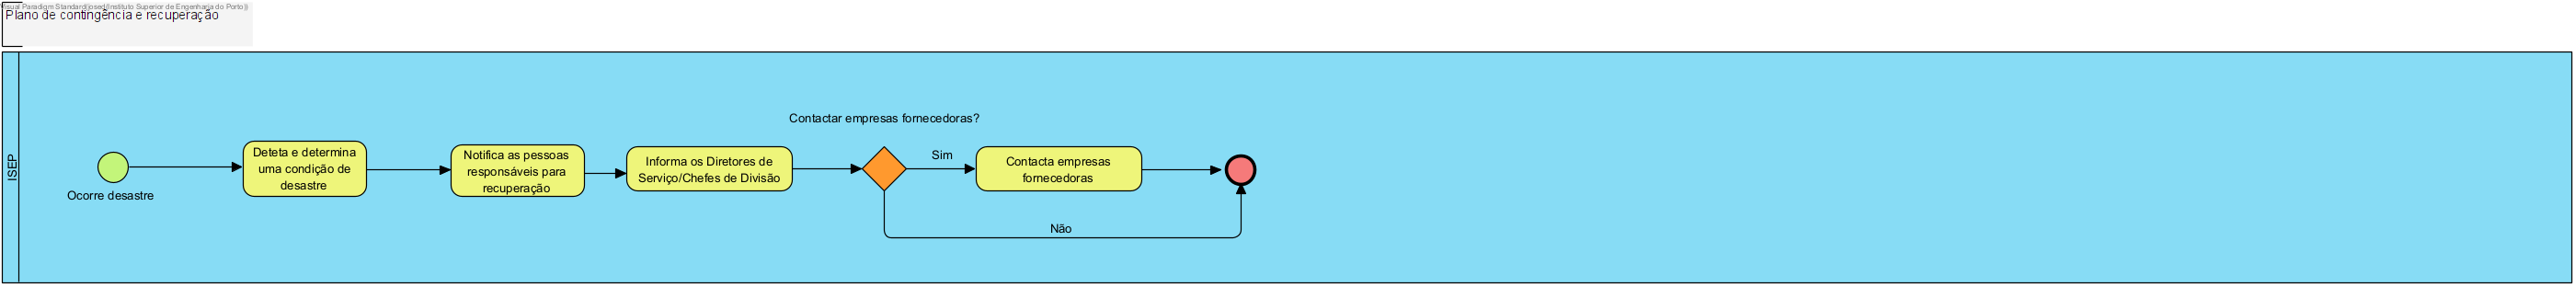 Visual Paradigm Standard(josed(Instituto Superior de Engenharia do Porto))
Plano de contingência e recuperação
ISEP
Ocorre desastre
Deteta e determina
uma condição de
desastre
Notifica as pessoas
responsáveis para
recuperação
Informa os Diretores de
Serviço/Chefes de Divisão
Contactar empresas fornecedoras?
Sim
Contacta empresas
fornecedoras
Não